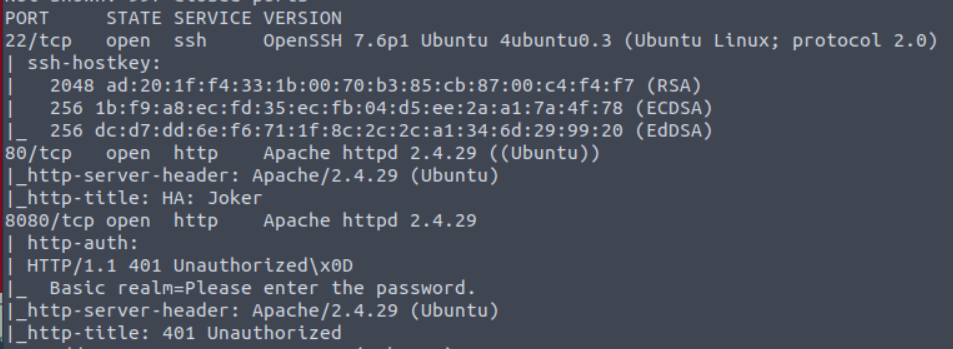 PORT     STATE SERVICE VERSION
22/tcp   open  ssh     OpenSSH 7.6p1 Ubuntu 4ubuntu0.3 (Ubuntu Linux; protocol 2.0)
| ssh-hostkey:
|   2048 ad:20:1f:f4:33:1b:00:70:b3:85:cb:87:00:c4:f4:f7 (RSA)
|   256 1b:f9:a8:ec:fd:35:ec:fb:04:d5:ee:2a:a1:7a:4f:78 (ECDSA)
|_  256 dc:d7:dd:6e:f6:71:1f:8c:2c:2c:a1:34:6d:29:99:20 (EdDSA)
80/tcp   open  http    Apache httpd 2.4.29 ((Ubuntu))
|_http-server-header: Apache/2.4.29 (Ubuntu)
|_http-title: HA: Joker
8080/tcp open  http    Apache httpd 2.4.29
| http-auth:
| HTTP/1.1 401 Unauthorized\x0D
|_  Basic realm=Please enter the password.
|_http-server-header: Apache/2.4.29 (Ubuntu)
|_http-title: 401 Unauthorized